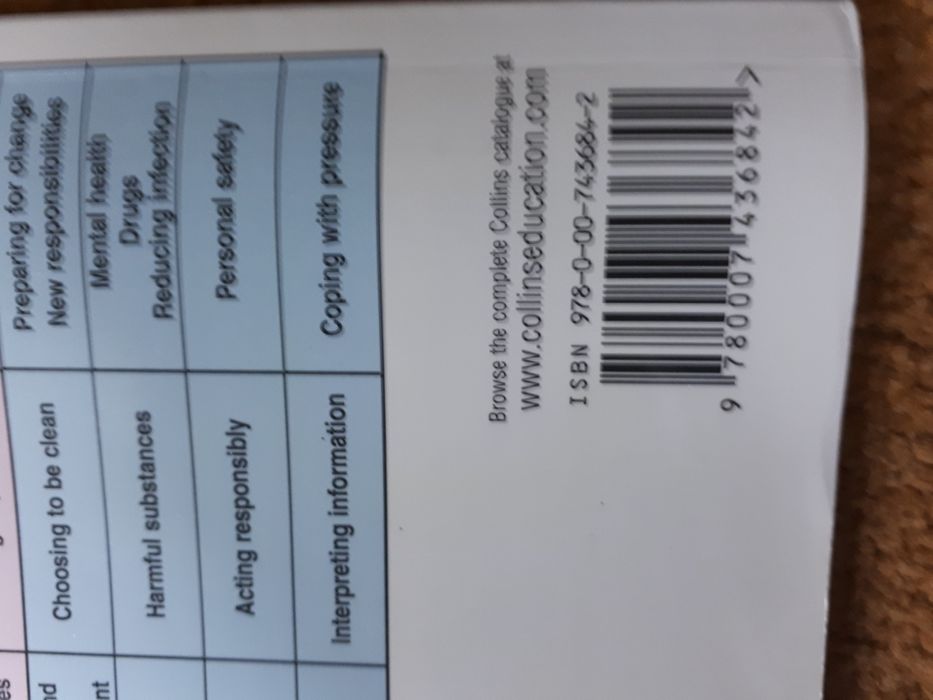 Preparing for change
Choosing to be clean
New responsibilities
Mental health
Harmful substances
Drugs
Reducing infection
Acting responsibly
Personal safety
Interpreting information
Coping with pressure
Browse the complete Collins catalogue at
www.collinseducation.com
ISBN 978-0-00-743684-2
9 780007 436842 >